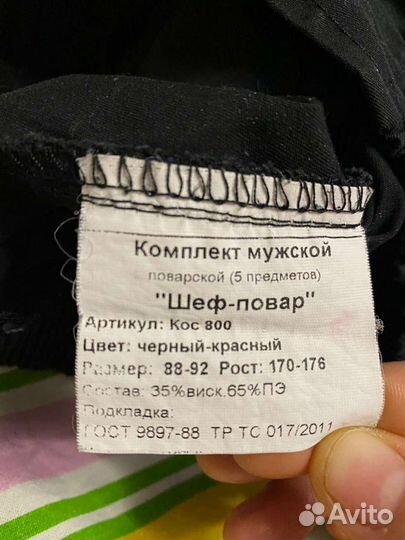 Комплект мужской
поварской (5 предметов)
"Шеф-повар"
Артикул: Кос 800
Цвет: черный-красный
Размер: 88-92 Рост: 170-176
Состав: 35%виск.65%ПЭ
Подкладка:
ГОСТ 9897-88 ТР ТС 017/2011
Avito